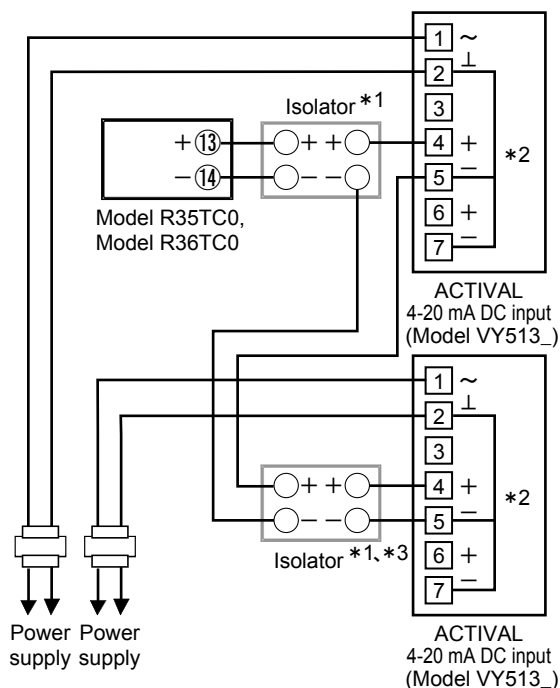 1 ~
2 ⊥
3
4 +
5 −
6 +
7 −
*2
Isolator *1
+ ⑬
− ⑭
+ +
− −
Model R35TC0,
Model R36TC0
ACTIVAL
4-20 mA DC input
(Model VY513_)
1 ~
2 ⊥
3
4 +
5 −
6 +
7 −
*2
+ +
− −
Isolator *1、*3
Power
supply
Power
supply
ACTIVAL
4-20 mA DC input
(Model VY513_)